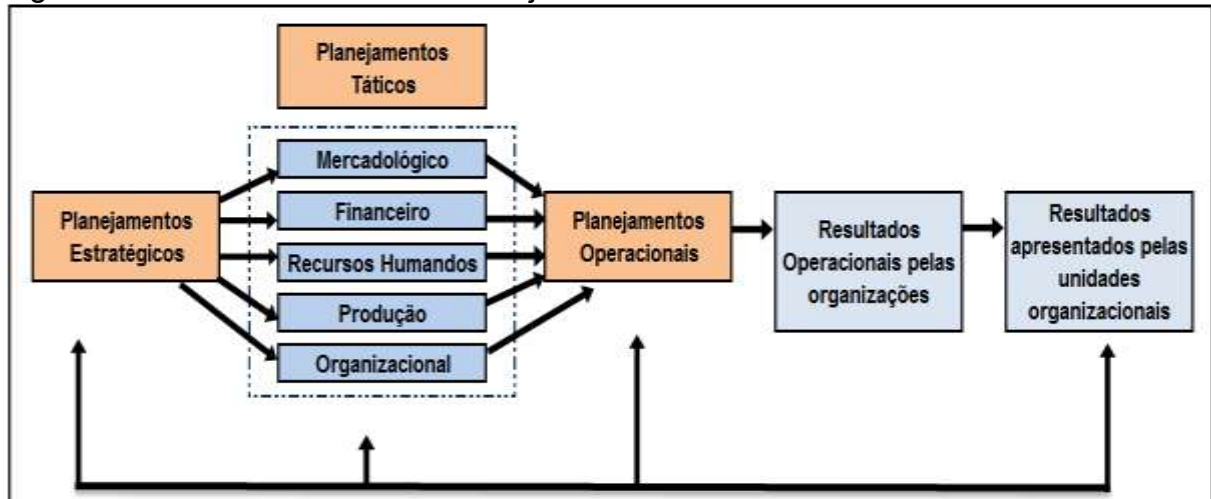 Planejamentos
Táticos
Mercadológico
Financeiro
Recursos Humandos
Produção
Organizacional
Planejamentos
Estratégicos
Planejamentos
Operacionais
Resultados
Operacionais pelas
organizações
Resultados
apresentados pelas
unidades
organizacionais